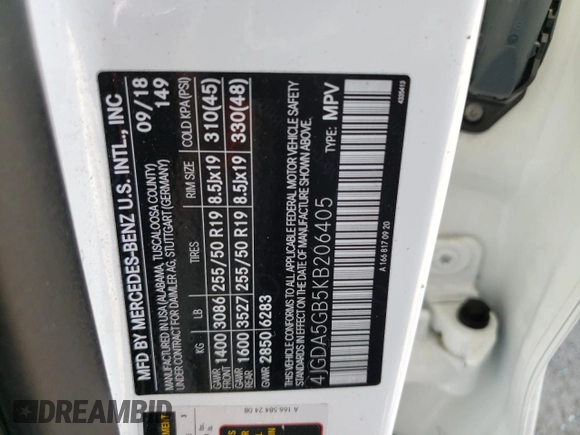 MFD BY MERCEDES-BENZ U.S. INTL., INC
MANUFACTURED IN USA (ALABAMA, TUSCALOOSA COUNTY)
UNDER CONTRACT FOR DAIMLER AG, STUTTGART (GERMANY)
09/18
149
KG LB TIRES RIM SIZE COLD KPA (PSI)
GAWR FRONT 1400 3086 255/50 R19 8.5Jx19 310(45)
GAWR REAR 1600 3527 255/50 R19 8.5Jx19 330(48)
GVWR 2850 6283
THIS VEHICLE CONFORMS TO ALL APPLICABLE FEDERAL MOTOR VEHICLE SAFETY
STANDARDS IN EFFECT ON THE DATE OF MANUFACTURE SHOWN ABOVE.
4JGDA5GB5KB206405
TYPE: MPV
A 166 817 09 20
4335413
A 166 584 24 08
DREAMBID
dreambid.com